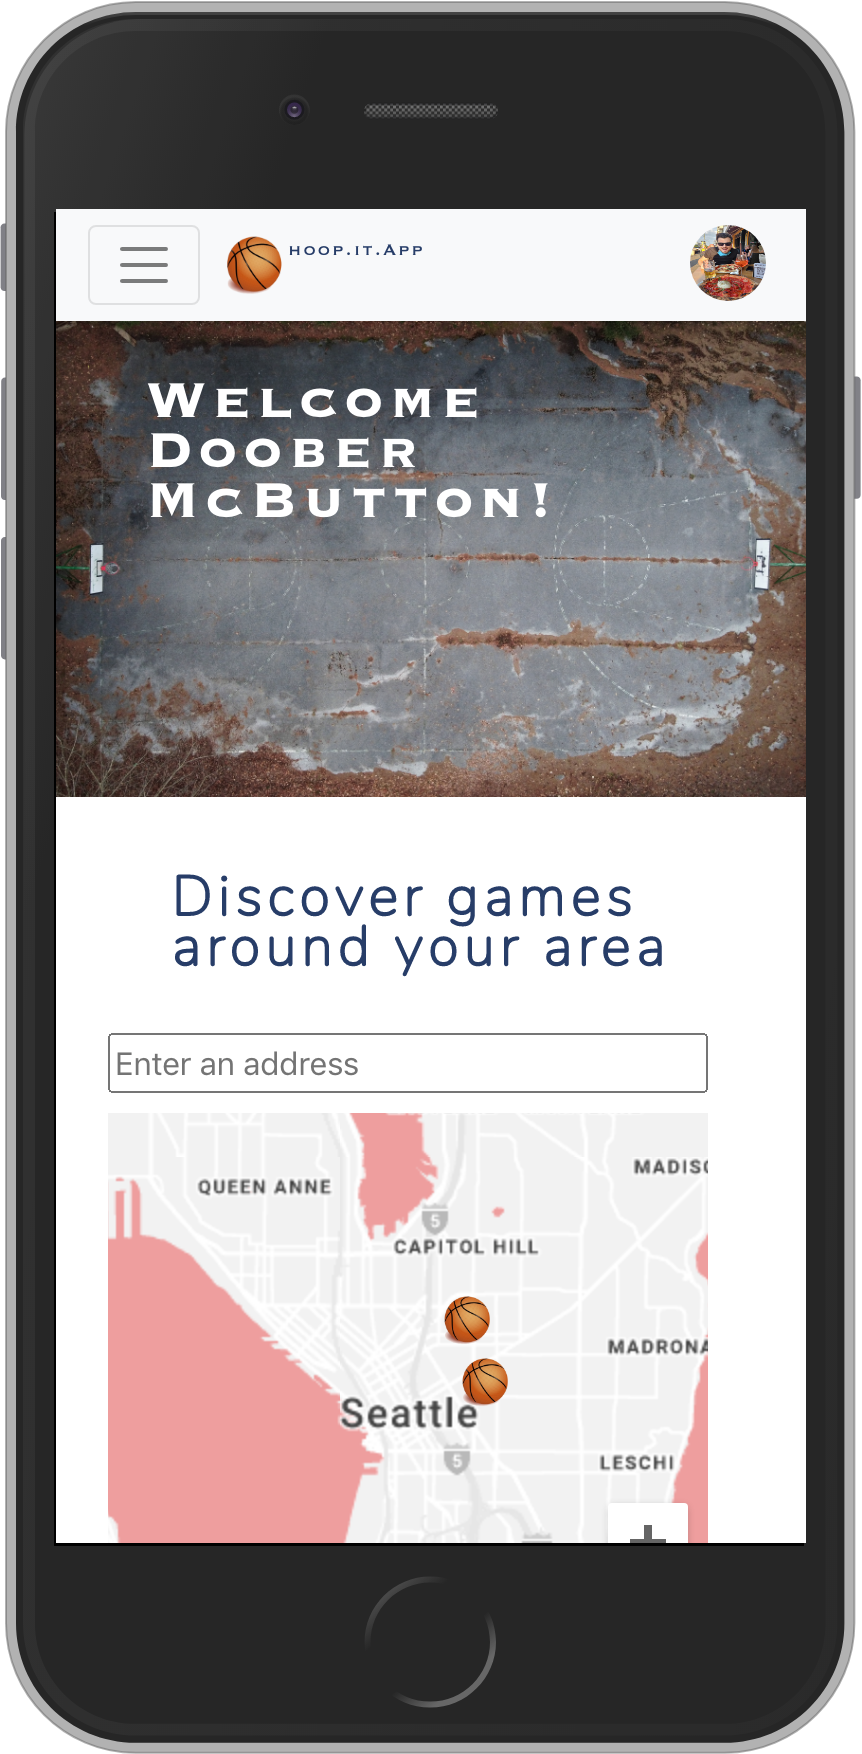 hoop.it.App
Welcome
Doober
McButton!
Discover games
around your area
Enter an address
QUEEN ANNE
5
CAPITOL HILL
MADRONA
Seattle
5
LESCHI